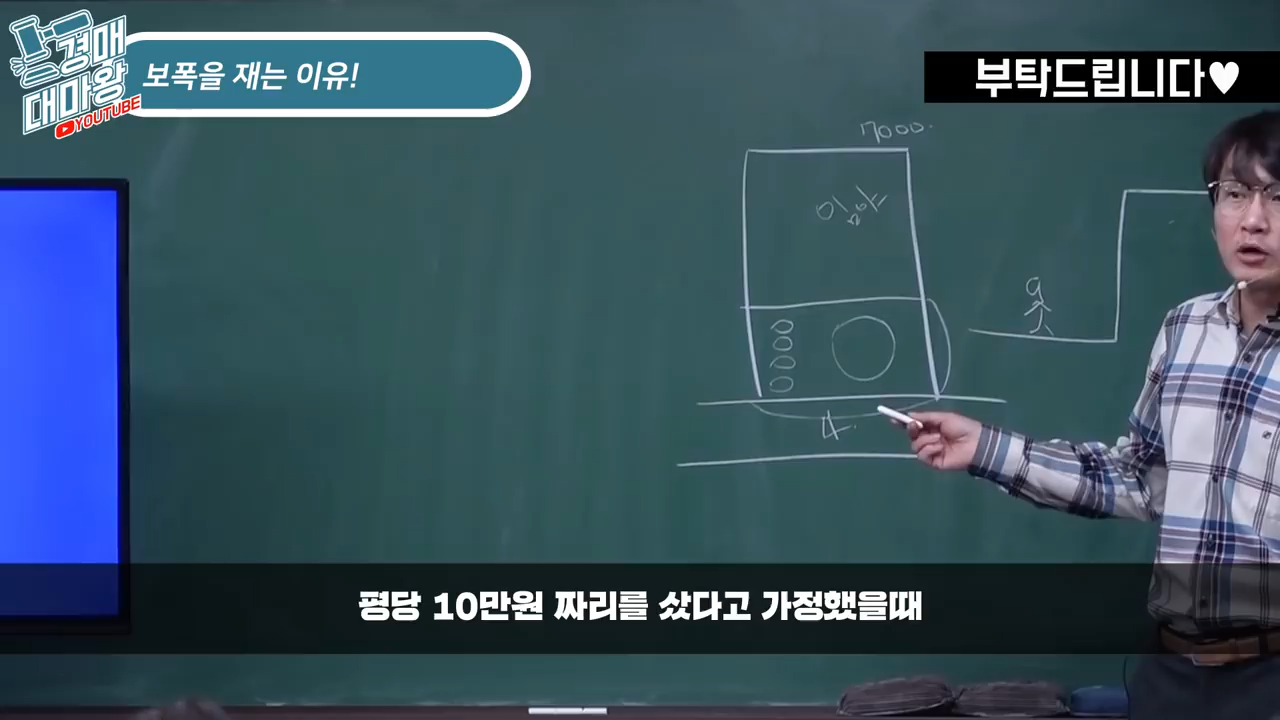 경매
대마왕
YOUTUBE
보폭을 재는 이유!
부탁드립니다♥
7000.
4.
평당 10만원 짜리를 샀다고 가정했을때